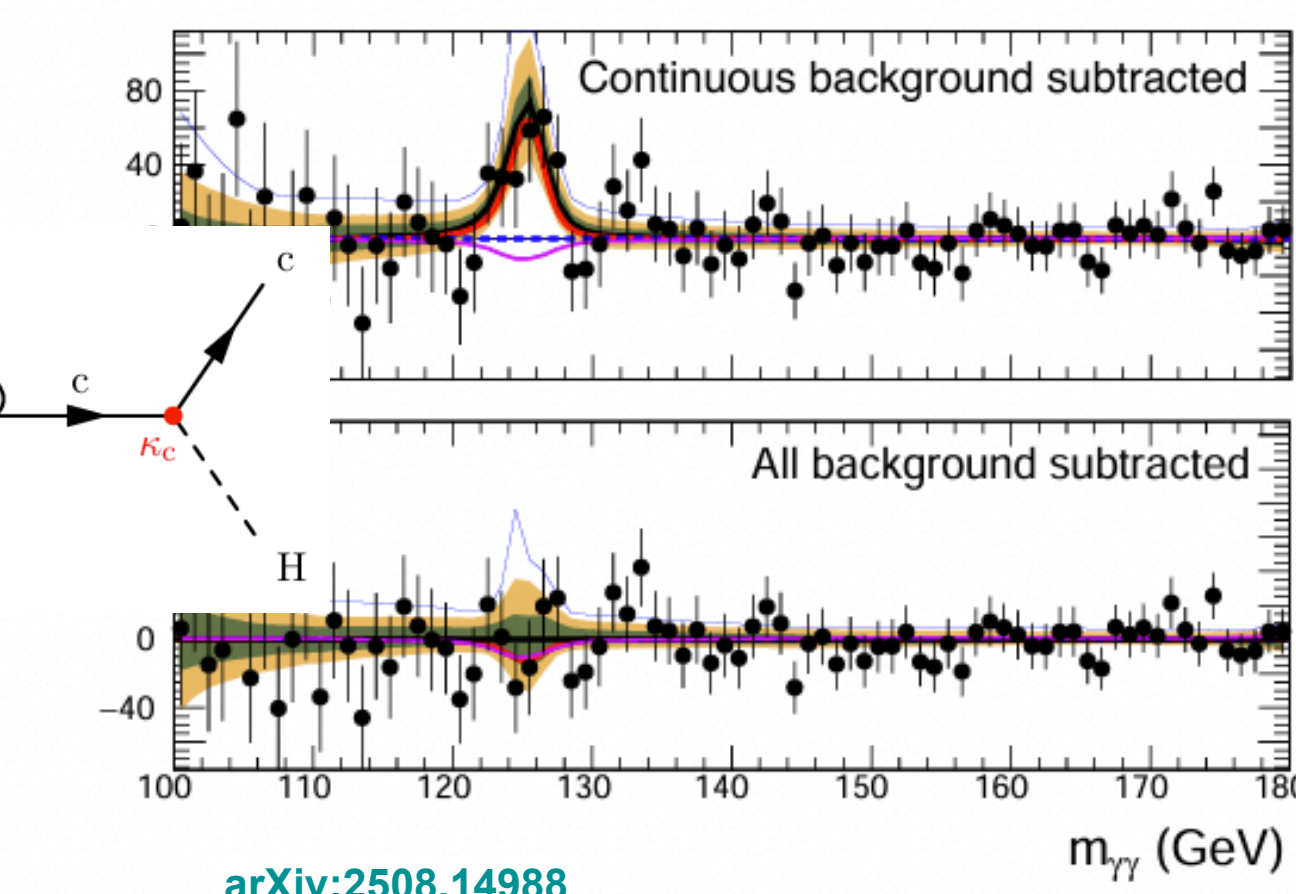 Continuous background subtracted
80
40
c
c
κc
H
All background subtracted
0
−40
100 110 120 130 140 150 160 170 180
mγγ (GeV)
arXiv:2508.14988